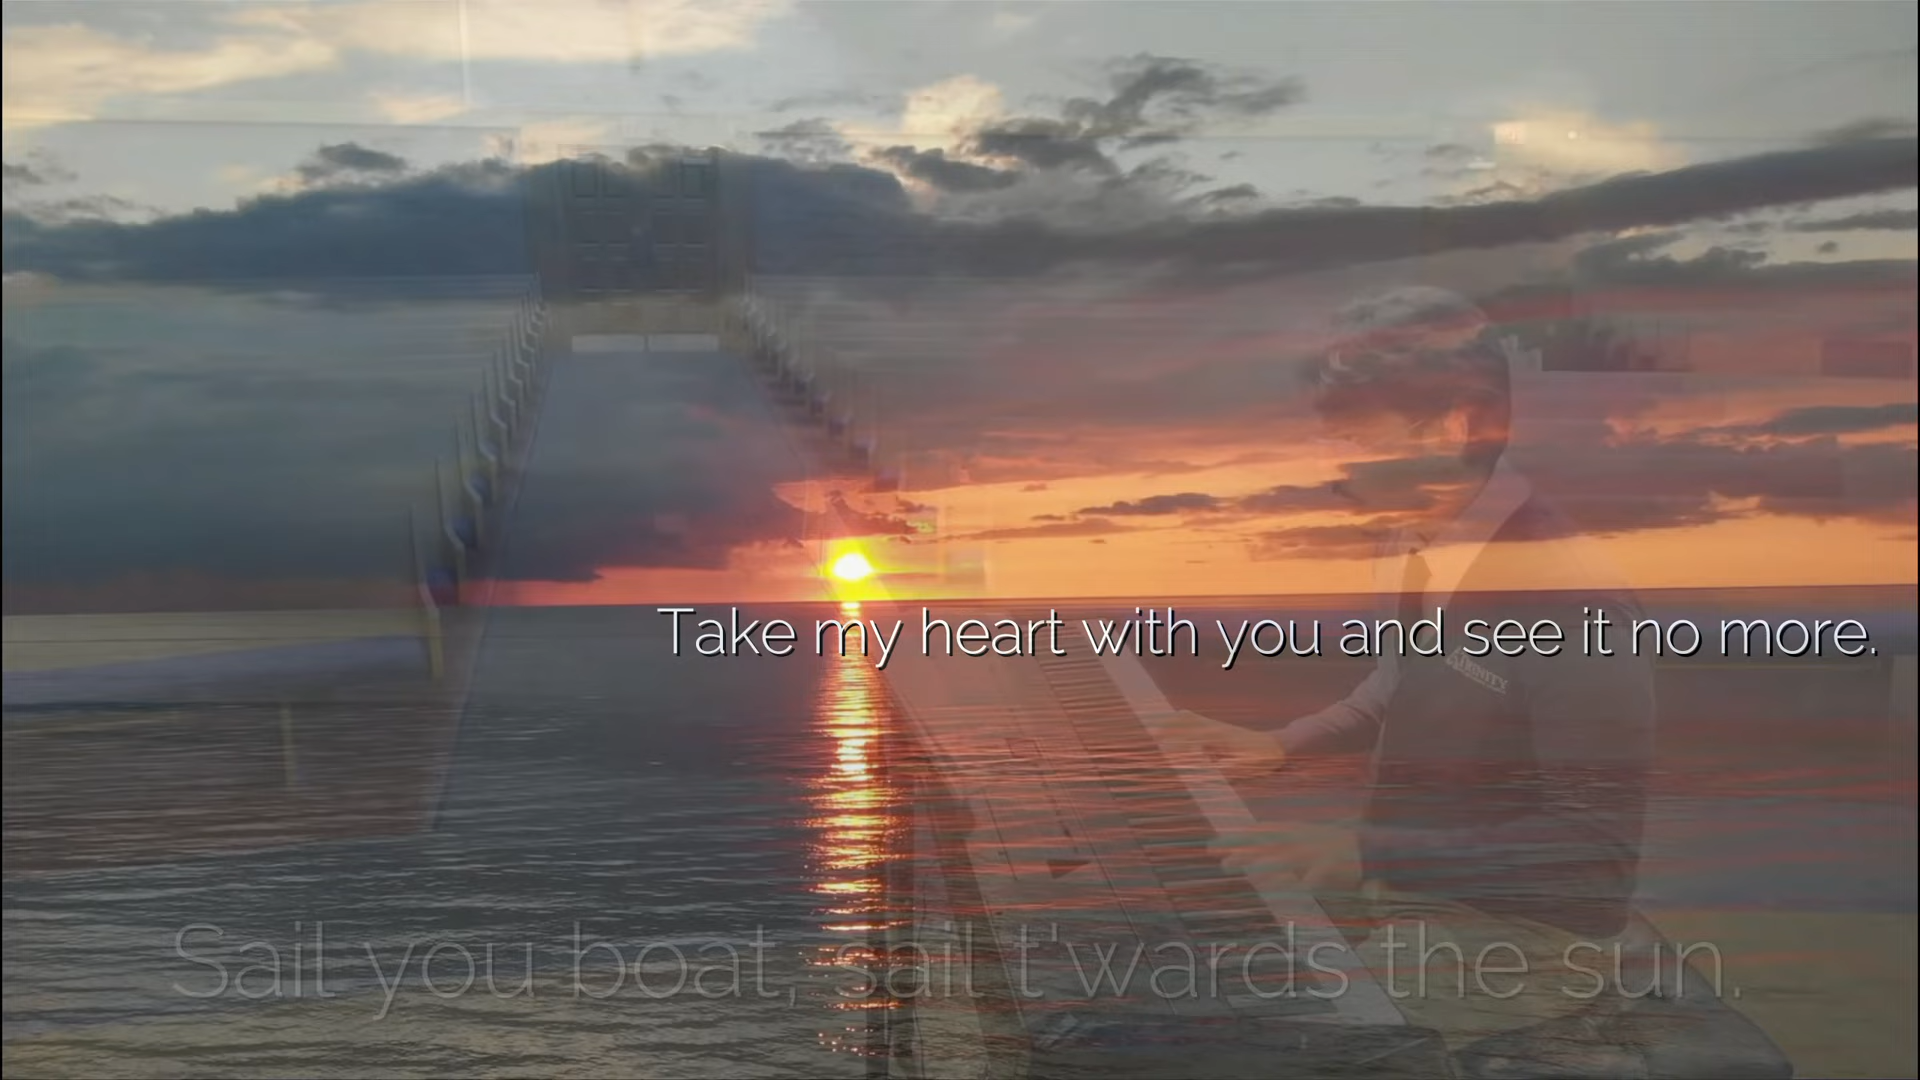 Take my heart with you and see it no more.
Sail you boat, sail t'wards the sun.